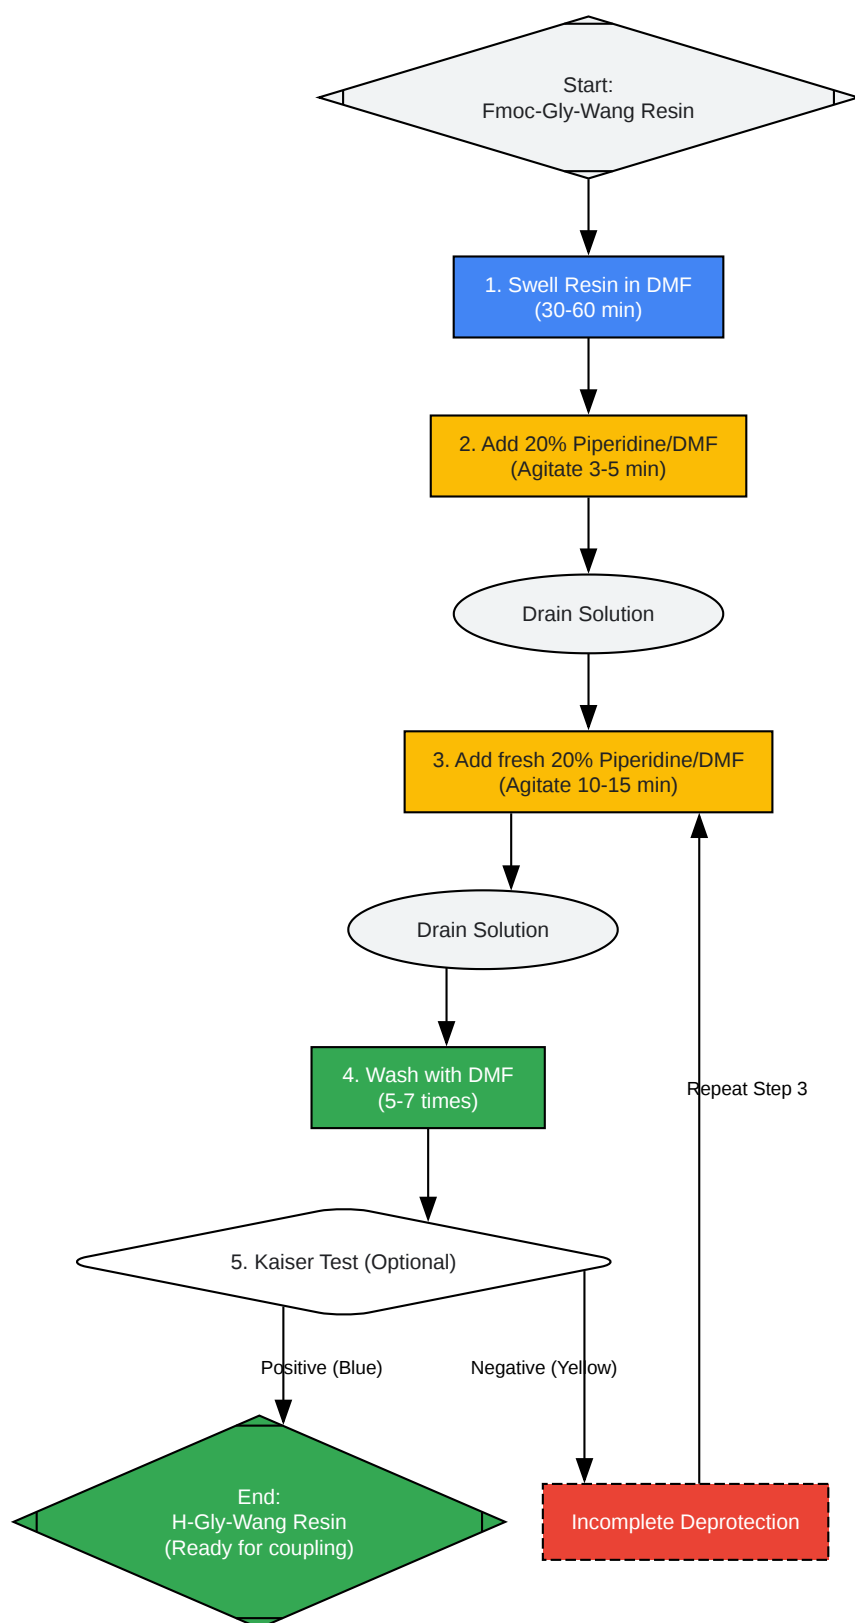 Start:
Fmoc-Gly-Wang Resin
1. Swell Resin in DMF
(30-60 min)
2. Add 20% Piperidine/DMF
(Agitate 3-5 min)
Drain Solution
3. Add fresh 20% Piperidine/DMF
(Agitate 10-15 min)
Drain Solution
4. Wash with DMF
(5-7 times)
Repeat Step 3
5. Kaiser Test (Optional)
Positive (Blue)
Negative (Yellow)
End:
H-Gly-Wang Resin
(Ready for coupling)
Incomplete Deprotection